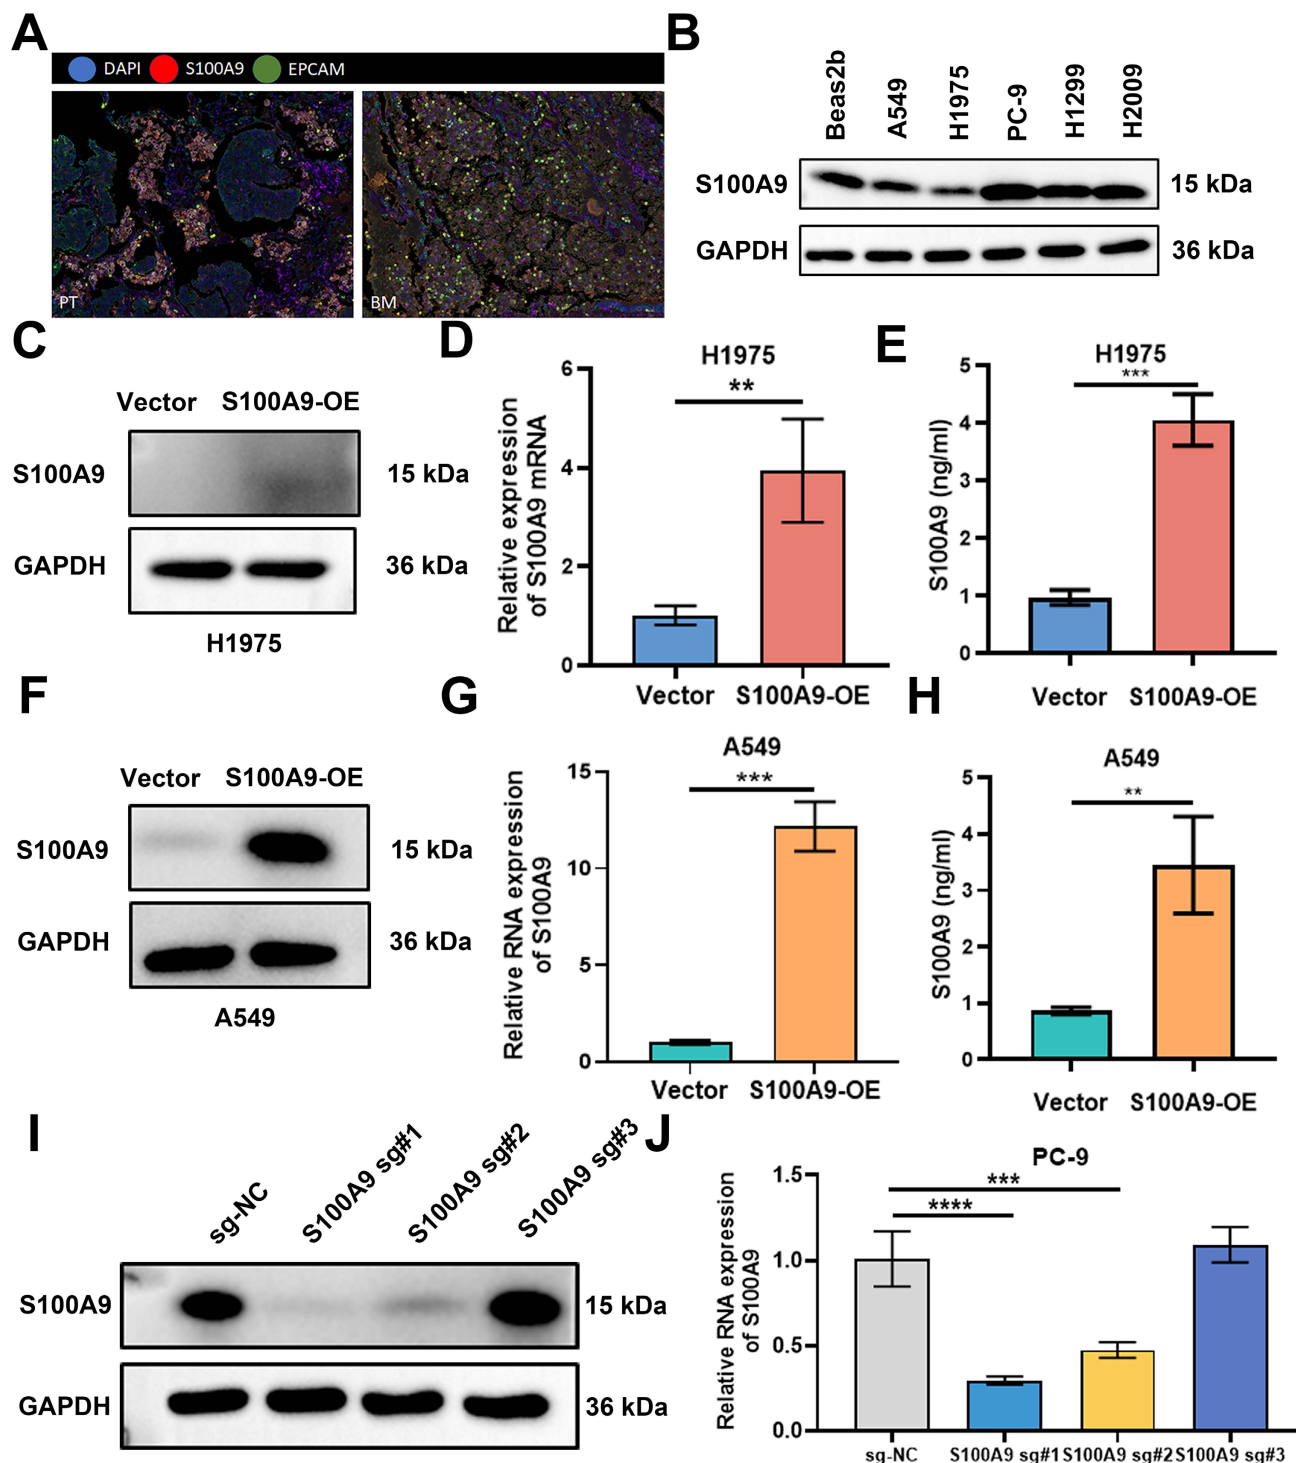 A
DAPI S100A9 EPCAM
PT
BM
B
Beas2b
A549
H1975
PC-9
H1299
H2009
S100A9
15 kDa
GAPDH
36 kDa
C
Vector S100A9-OE
S100A9
15 kDa
GAPDH
36 kDa
H1975
D
H1975
**
Relative expression
of S100A9 mRNA
6
4
2
0
Vector S100A9-OE
E
H1975
***
S100A9 (ng/ml)
5
4
3
2
1
0
Vector S100A9-OE
F
Vector S100A9-OE
S100A9
15 kDa
GAPDH
36 kDa
A549
G
A549
***
Relative RNA expression
of S100A9
15
10
5
0
Vector S100A9-OE
H
A549
**
S100A9 (ng/ml)
5
4
3
2
1
0
Vector S100A9-OE
I
sg-NC
S100A9 sg#1
S100A9 sg#2
S100A9 sg#3
S100A9
15 kDa
GAPDH
36 kDa
J
PC-9
***
****
Relative RNA expression
of S100A9
1.5
1.0
0.5
0.0
sg-NC S100A9 sg#1 S100A9 sg#2 S100A9 sg#3